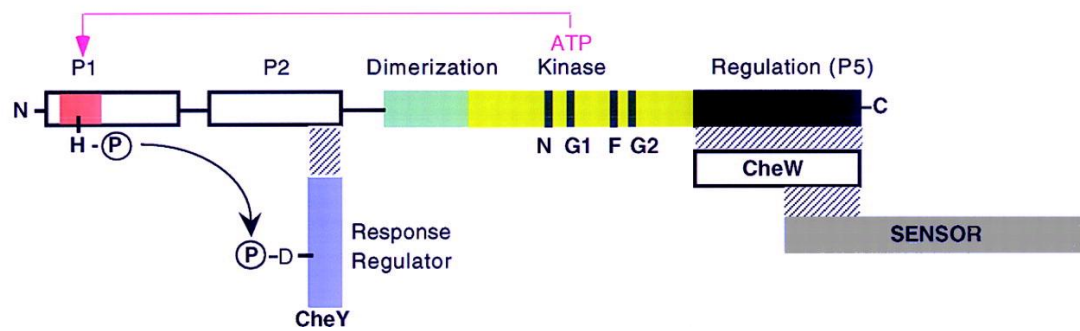 ATP
P1 P2 Dimerization Kinase Regulation (P5)
N C
H - P N G1 F G2
CheW
P - D Response
Regulator
SENSOR
CheY